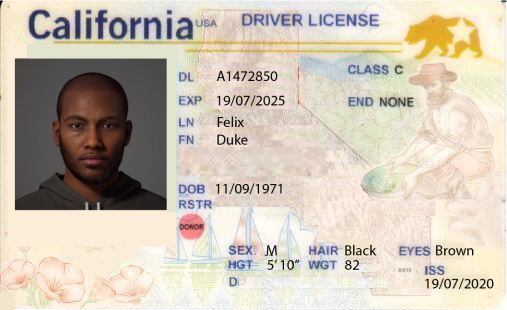 California USA DRIVER LICENSE
DL A1472850 CLASS C
EXP 19/07/2025 END NONE
LN Felix
FN Duke
DOB 11/09/1971
RSTR
DONOR
SEX M HAIR Black EYES Brown
HGT 5'10" WGT 82 ISS
D 19/07/2020